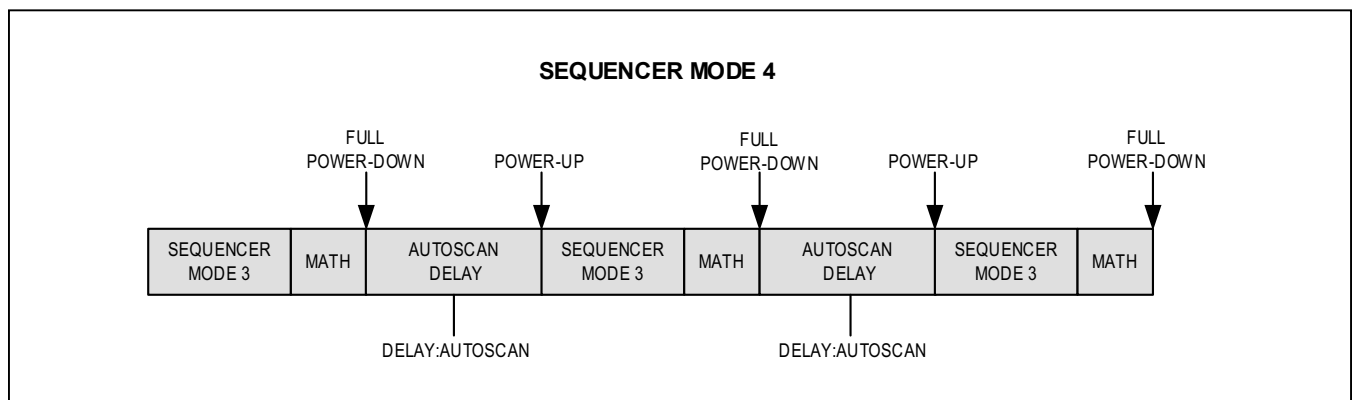 SEQUENCER MODE 4
FULL
POWER-DOWN
POWER-UP
FULL
POWER-DOWN
POWER-UP
FULL
POWER-DOWN
SEQUENCER
MODE 3
MATH
AUTOSCAN
DELAY
SEQUENCER
MODE 3
MATH
AUTOSCAN
DELAY
SEQUENCER
MODE 3
MATH
DELAY:AUTOSCAN
DELAY:AUTOSCAN